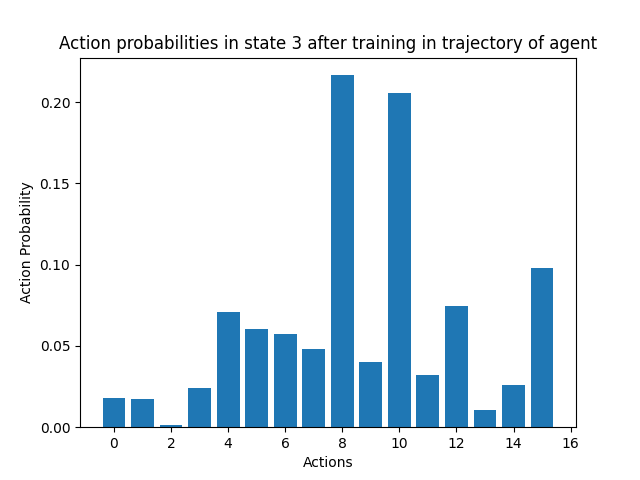 Action probabilities in state 3 after training in trajectory of agent
0.20
0.15
0.10
0.05
0.00
Action Probability
0 2 4 6 8 10 12 14 16
Actions